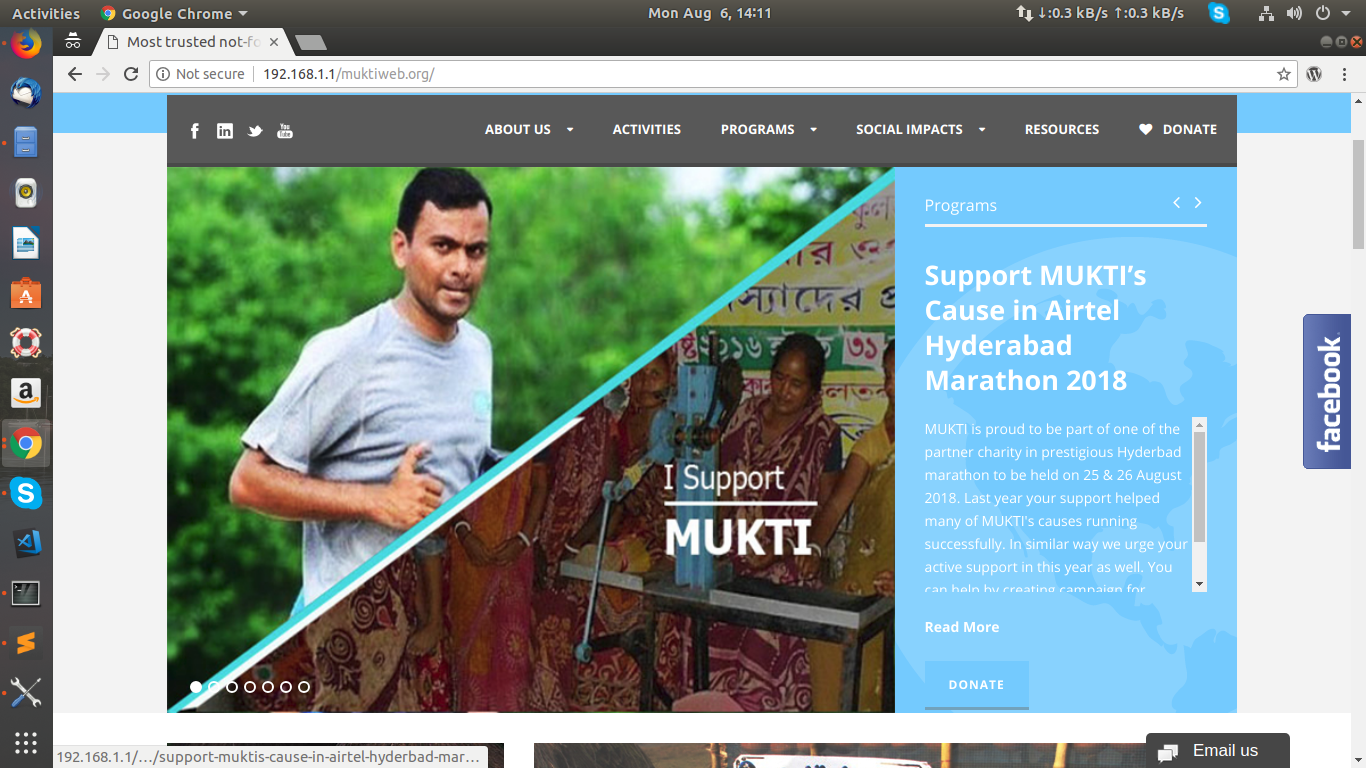 Activities
Google Chrome
Mon Aug 6, 14:11
↓:0.3 kB/s ↑:0.3 kB/s
Most trusted not-fo
Not secure
192.168.1.1/muktiweb.org/
ABOUT US
ACTIVITIES
PROGRAMS
SOCIAL IMPACTS
RESOURCES
DONATE
Programs
Support MUKTI’s
Cause in Airtel
Hyderabad
Marathon 2018
MUKTI is proud to be part of one of the
partner charity in prestigious Hyderbad
marathon to be held on 25 & 26 August
2018. Last year your support helped
many of MUKTI's causes running
successfully. In similar way we urge your
active support in this year as well. You
can help by creating campaign for
Read More
DONATE
২০১৬
৩১
I Support
MUKTI
facebook
192.168.1.1/…/support-muktis-cause-in-airtel-hyderbad-mar…
Email us